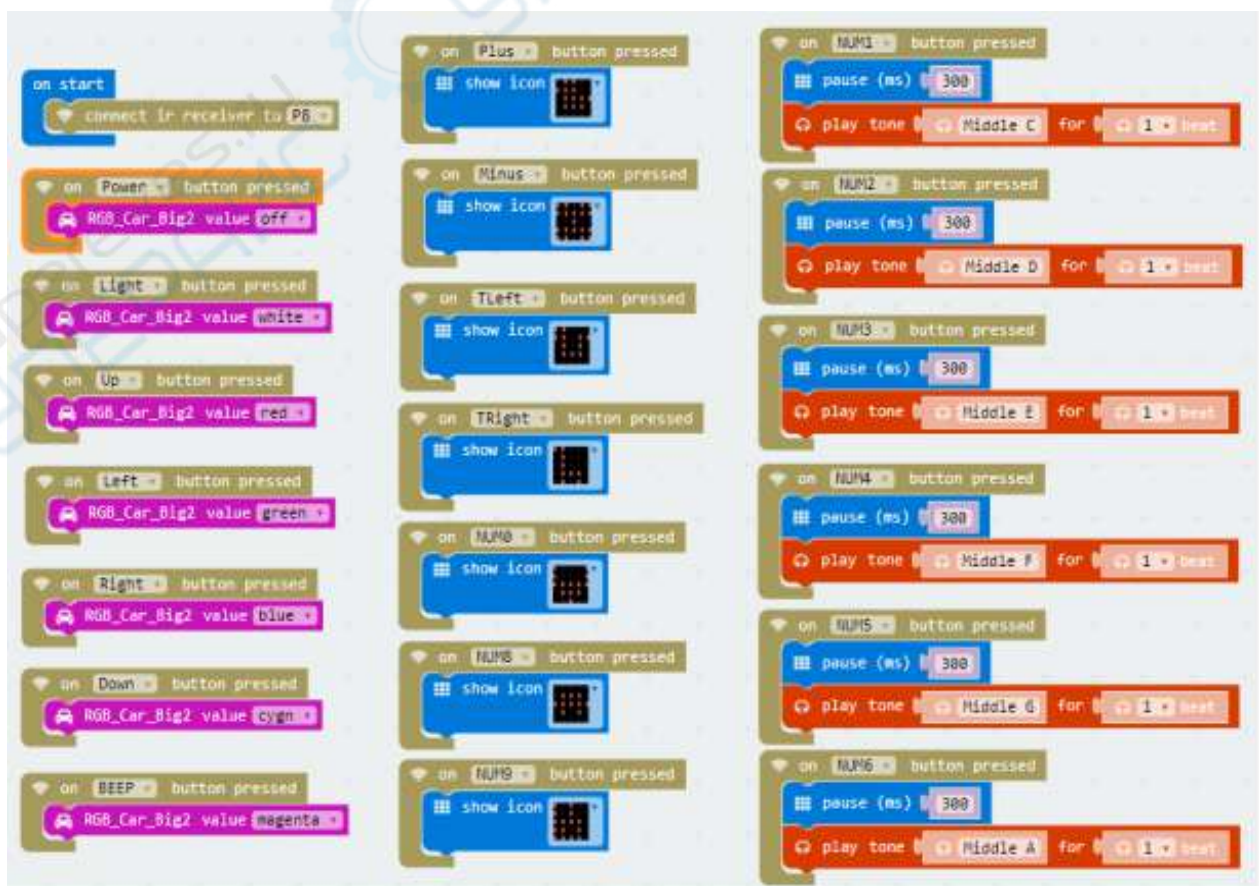 on start
connect ir receiver to P8
on Power button pressed
RGB_Car_Big2 value off
on Light button pressed
RGB_Car_Big2 value white
on Up button pressed
RGB_Car_Big2 value red
on Left button pressed
RGB_Car_Big2 value green
on Right button pressed
RGB_Car_Big2 value blue
on Down button pressed
RGB_Car_Big2 value cygn
on BEEP button pressed
RGB_Car_Big2 value magenta
on Plus button pressed
show icon
on Minus button pressed
show icon
on TLeft button pressed
show icon
on TRight button pressed
show icon
on NUM0 button pressed
show icon
on NUM8 button pressed
show icon
on NUM9 button pressed
show icon
on NUM1 button pressed
pause (ms) 300
play tone Middle C for 1 beat
on NUM2 button pressed
pause (ms) 300
play tone Middle D for 1 beat
on NUM3 button pressed
pause (ms) 300
play tone Middle E for 1 beat
on NUM4 button pressed
pause (ms) 300
play tone Middle F for 1 beat
on NUM5 button pressed
pause (ms) 300
play tone Middle G for 1 beat
on NUM6 button pressed
pause (ms) 300
play tone Middle A for 1 beat